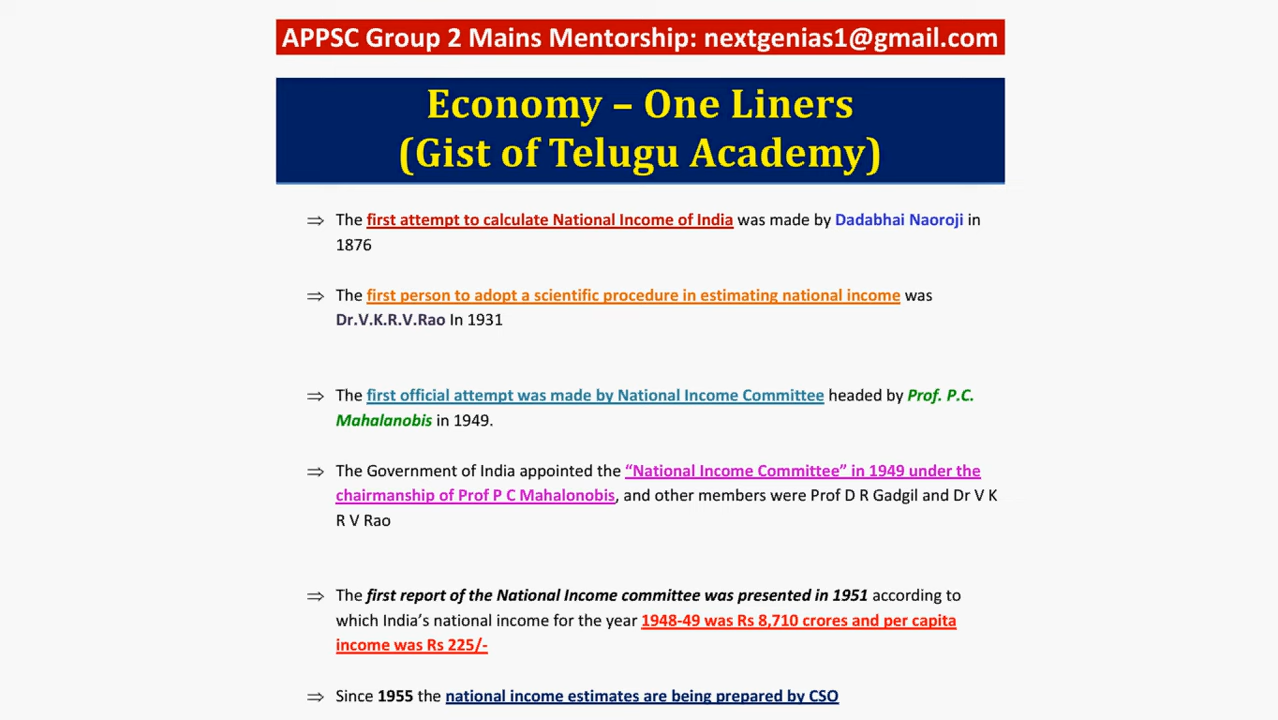 APPSC Group 2 Mains Mentorship: nextgenias1@gmail.com
Economy – One Liners
(Gist of Telugu Academy)
⇒ The first attempt to calculate National Income of India was made by Dadabhai Naoroji in
1876
⇒ The first person to adopt a scientific procedure in estimating national income was
Dr.V.K.R.V.Rao In 1931
⇒ The first official attempt was made by National Income Committee headed by Prof. P.C.
Mahalanobis in 1949.
⇒ The Government of India appointed the “National Income Committee” in 1949 under the
chairmanship of Prof P C Mahalonobis, and other members were Prof D R Gadgil and Dr V K
R V Rao
⇒ The first report of the National Income committee was presented in 1951 according to
which India’s national income for the year 1948-49 was Rs 8,710 crores and per capita
income was Rs 225/-
⇒ Since 1955 the national income estimates are being prepared by CSO